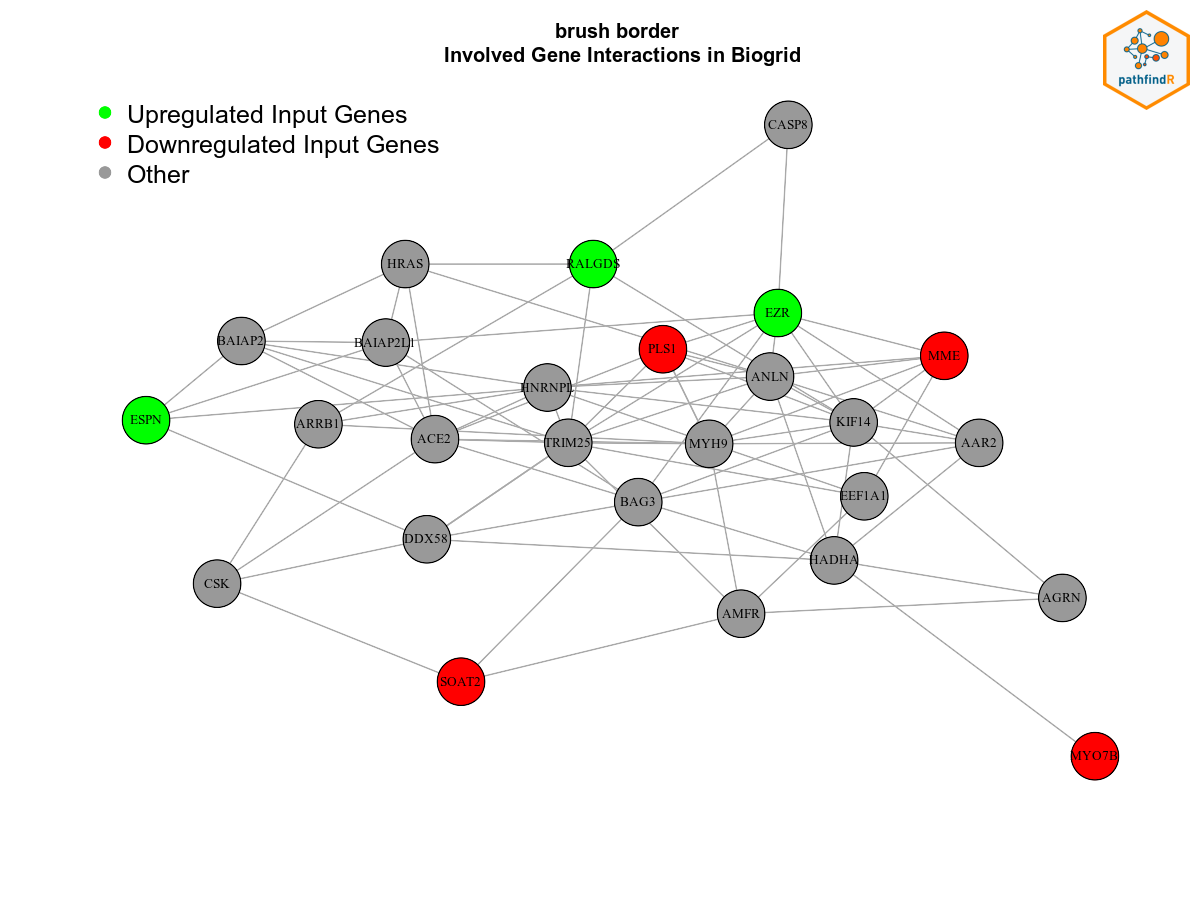 brush border
Involved Gene Interactions in Biogrid
pathfindR
Upregulated Input Genes
Downregulated Input Genes
Other
CASP8
HRAS
RALGDS
EZR
BAIAP2
BAIAP2L1
PLS1
MME
ANLN
HNRNPL
ESPN
ARRB1
ACE2
TRIM25
MYH9
KIF14
AAR2
BAG3
EEF1A1
DDX58
HADHA
CSK
AMFR
AGRN
SOAT2
MYO7B